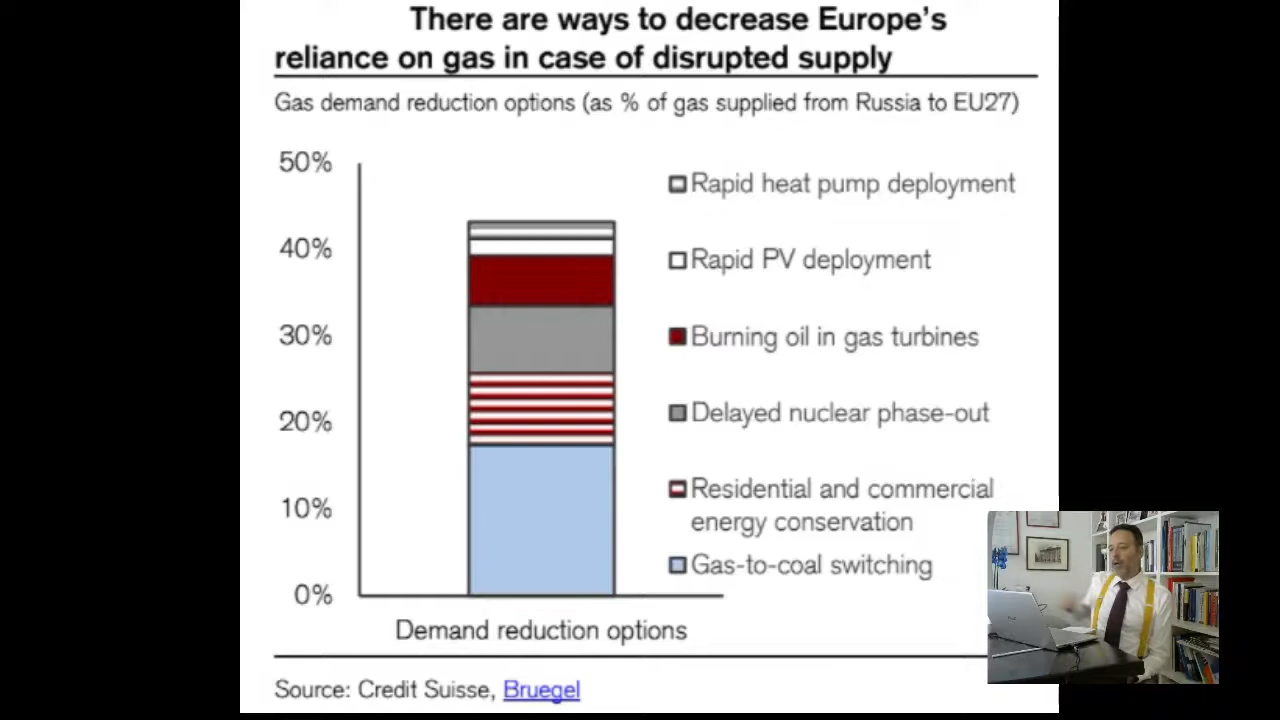 There are ways to decrease Europe's
reliance on gas in case of disrupted supply
Gas demand reduction options (as % of gas supplied from Russia to EU27)
50%
40%
30%
20%
10%
0%
Rapid heat pump deployment
Rapid PV deployment
Burning oil in gas turbines
Delayed nuclear phase-out
Residential and commercial
energy conservation
Gas-to-coal switching
Demand reduction options
Source: Credit Suisse, Bruegel